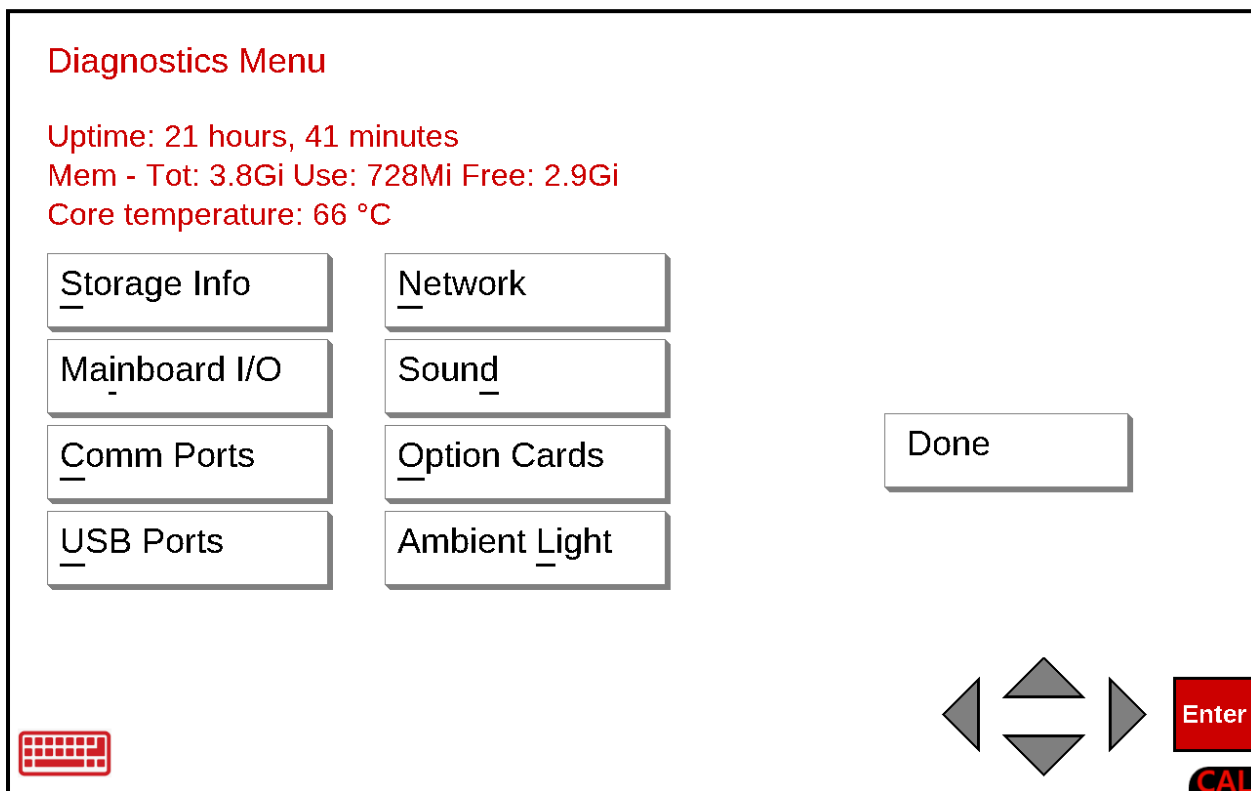 Diagnostics Menu
Uptime: 21 hours, 41 minutes
Mem - Tot: 3.8Gi Use: 728Mi Free: 2.9Gi
Core temperature: 66 °C
Storage Info
Network
Mainboard I/O
Sound
Comm Ports
Option Cards
Done
USB Ports
Ambient Light
Enter
CAL